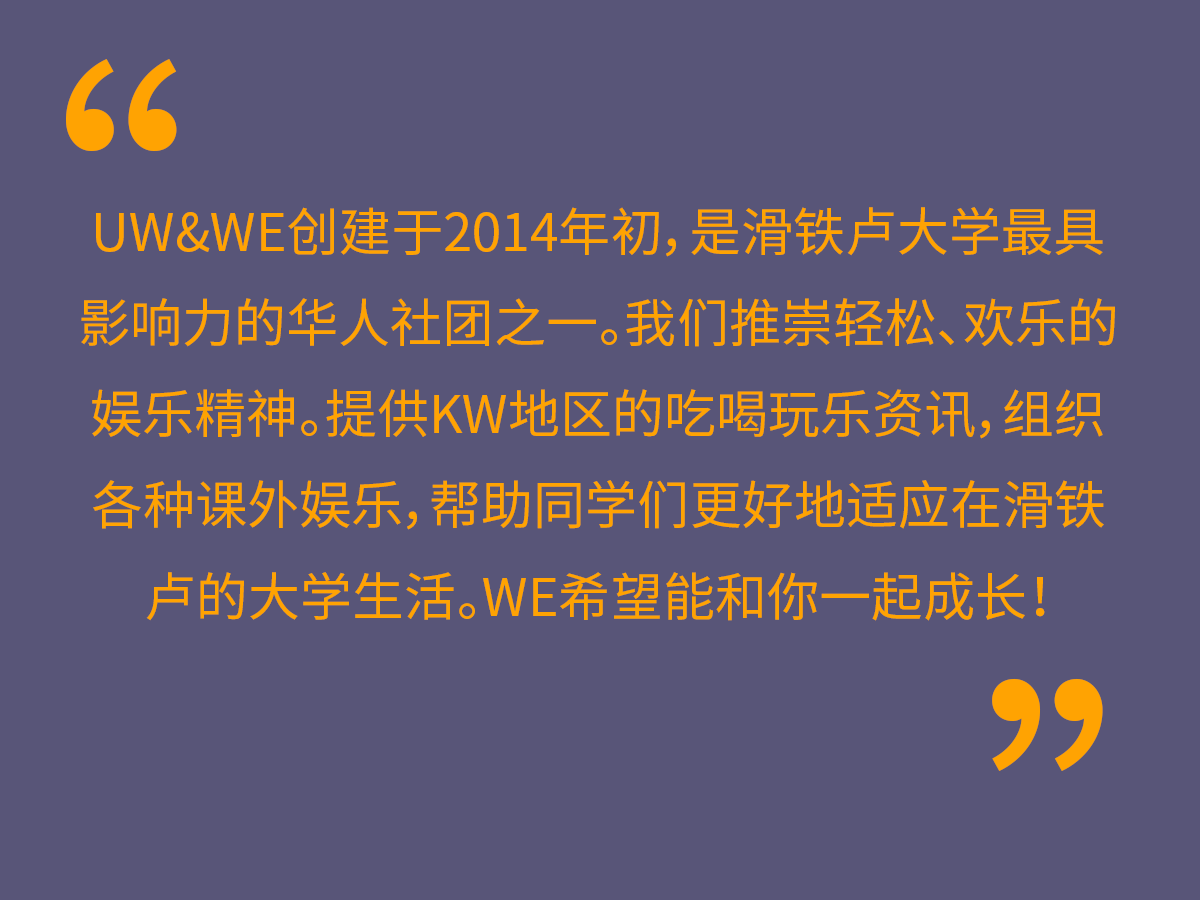 “
UW&WE创建于2014年初，是滑铁卢大学最具
影响力的华人社团之一。我们推崇轻松、欢乐的
娱乐精神。提供KW地区的吃喝玩乐资讯，组织
各种课外娱乐，帮助同学们更好地适应在滑铁
卢的大学生活。WE希望能和你一起成长！
”